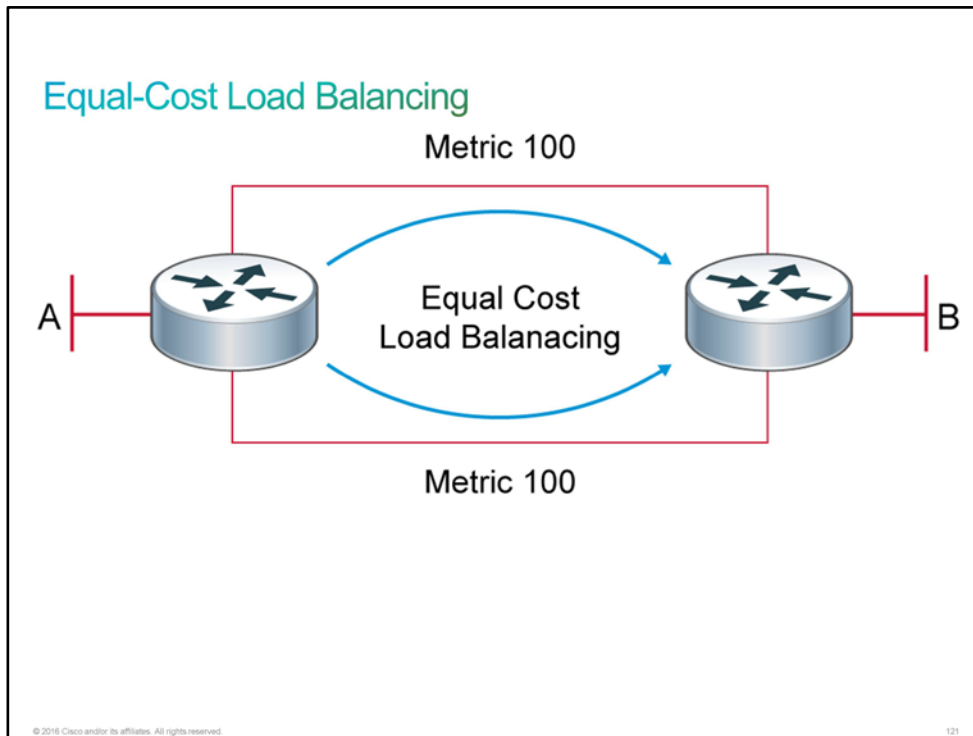 Equal-Cost Load Balancing
Metric 100
A
Equal Cost
Load Balanacing
B
Metric 100
© 2016 Cisco and/or its affiliates. All rights reserved.
121